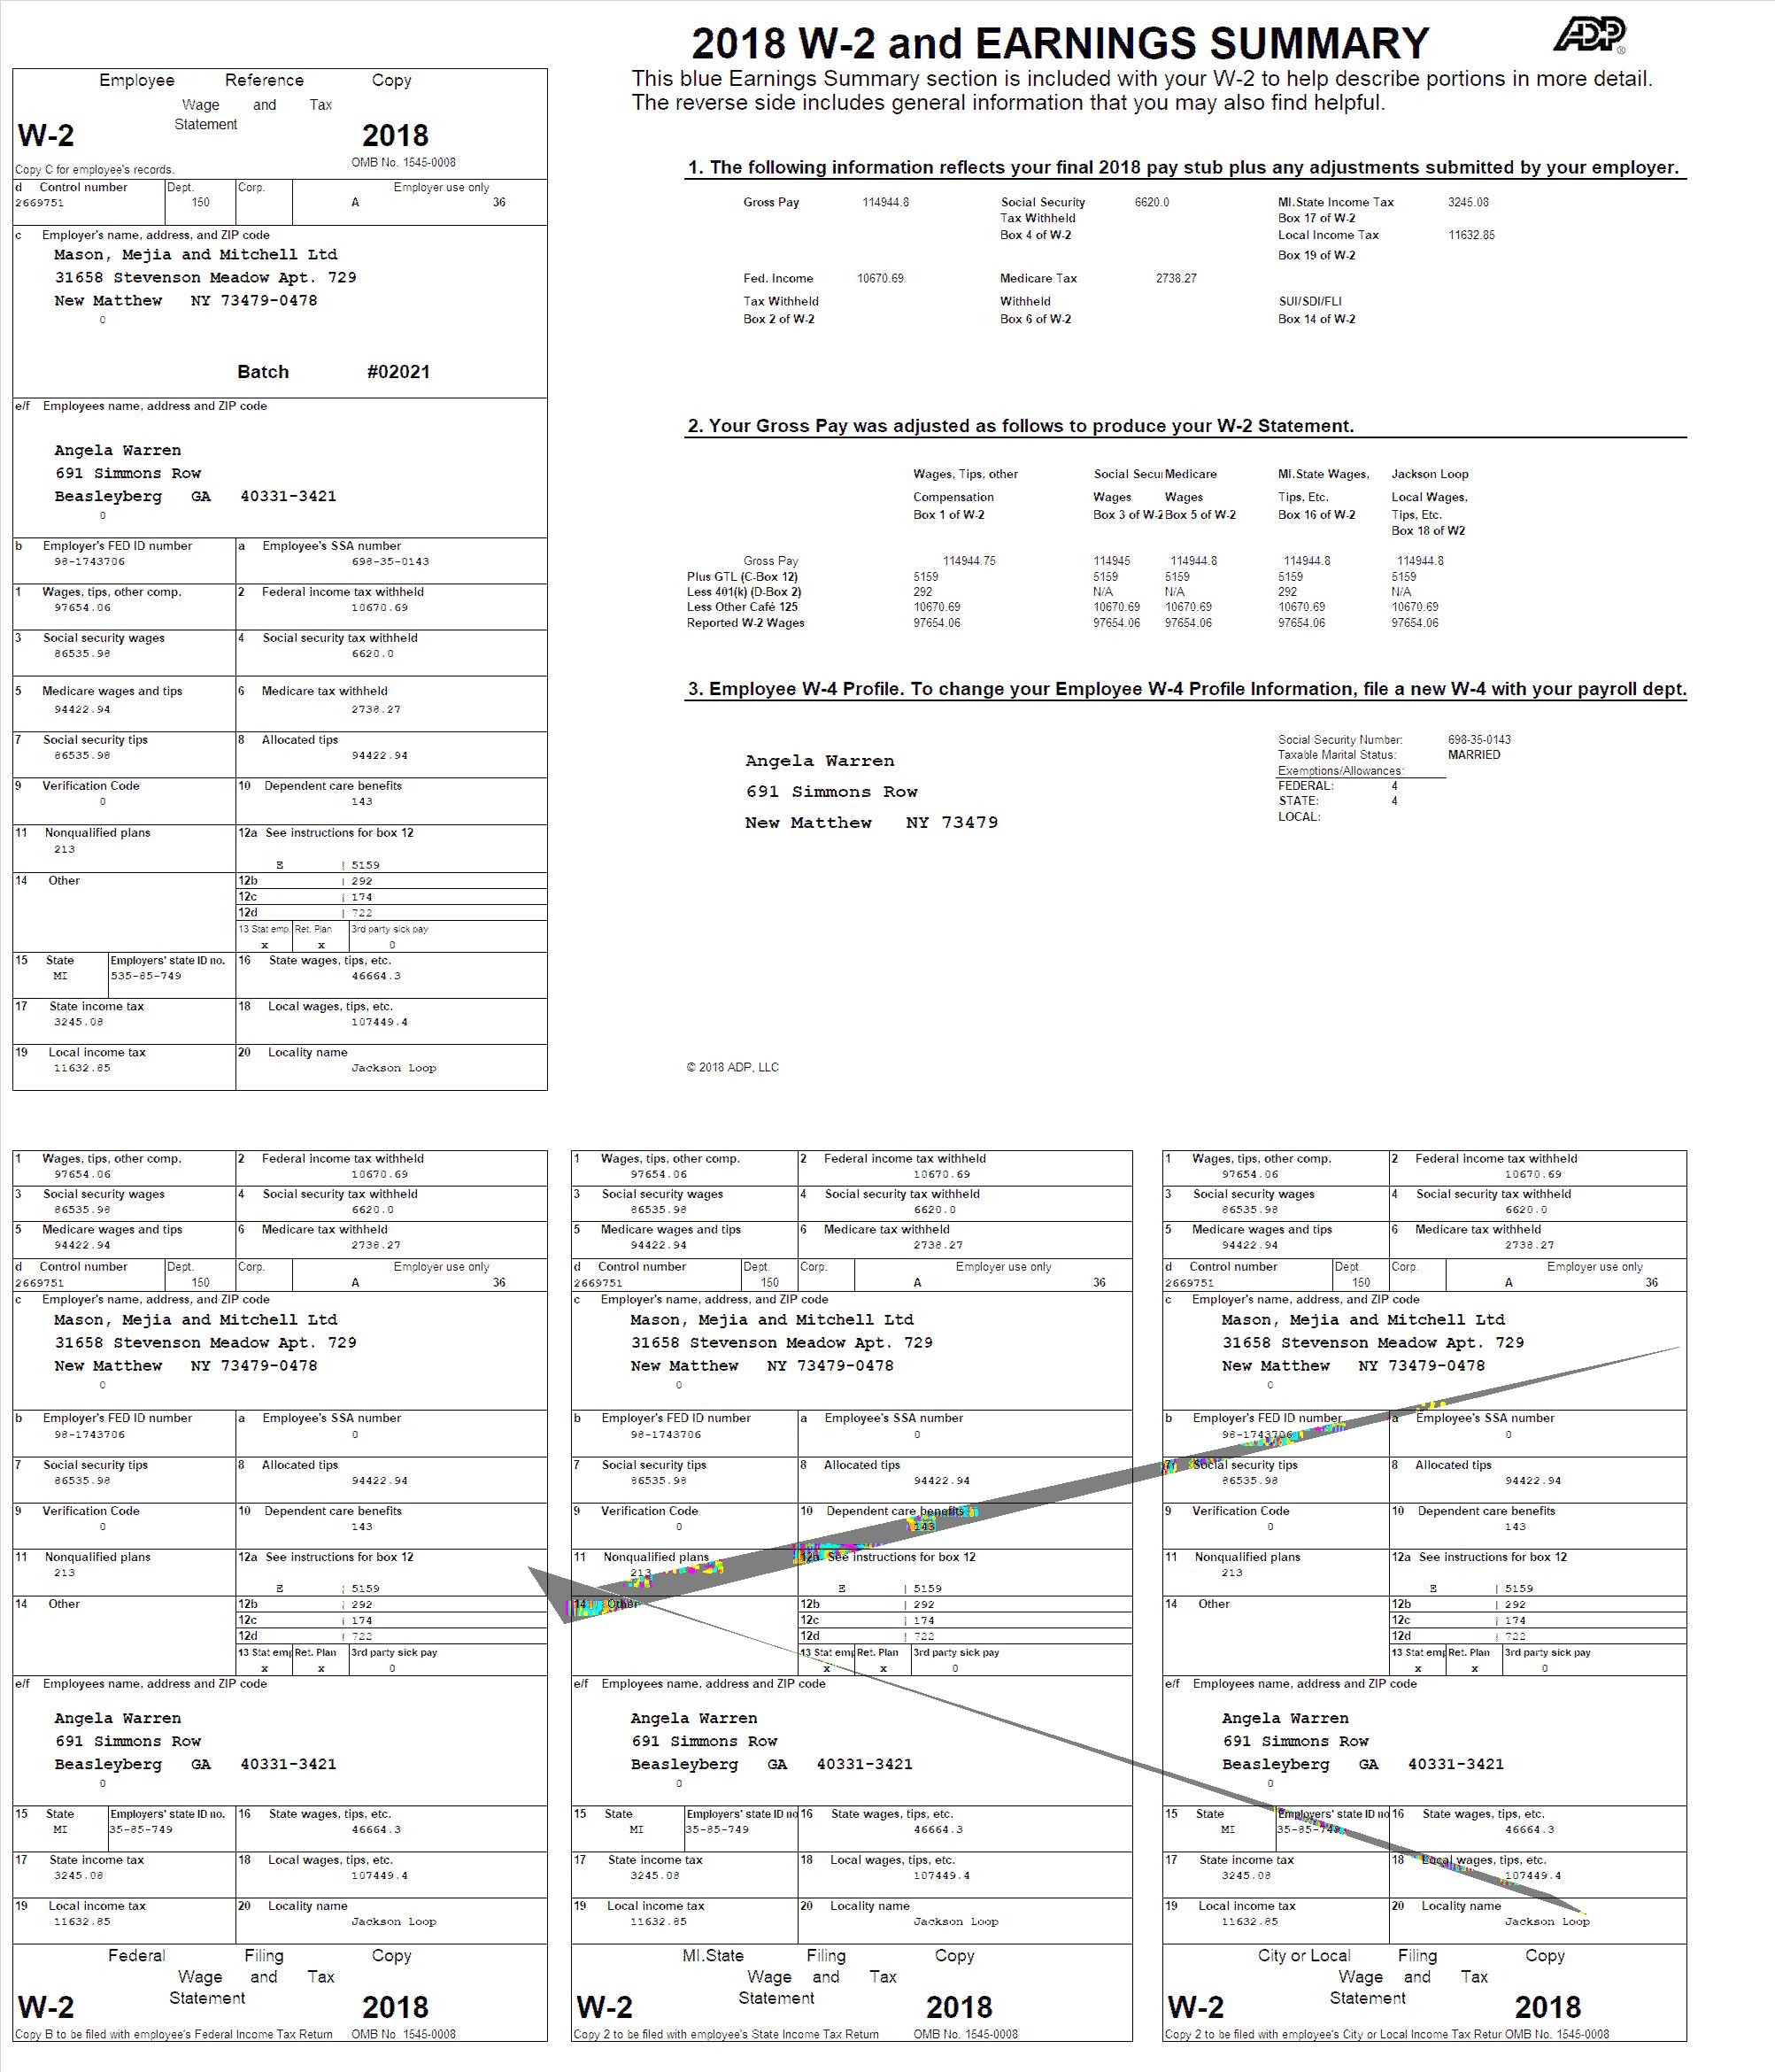 2018 W-2 and EARNINGS SUMMARY
ADP®
This blue Earnings Summary section is included with your W-2 to help describe portions in more detail.
The reverse side includes general information that you may also find helpful.
Employee Reference Copy
Wage and Tax
Statement
W-2 2018
Copy C for employee's records. OMB No. 1545-0008
d Control number Dept. Corp. Employer use only
2669751 150 A 36
c Employer's name, address, and ZIP code
Mason, Mejia and Mitchell Ltd
31658 Stevenson Meadow Apt. 729
New Matthew NY 73479-0478
0
Batch #02021
e/f Employees name, address and ZIP code
Angela Warren
691 Simmons Row
Beasleyberg GA 40331-3421
0
b Employer's FED ID number a Employee's SSA number
98-1743706 698-35-0143
1 Wages, tips, other comp. 2 Federal income tax withheld
97654.06 10670.69
3 Social security wages 4 Social security tax withheld
86535.98 6620.0
5 Medicare wages and tips 6 Medicare tax withheld
94422.94 2738.27
7 Social security tips 8 Allocated tips
86535.98 94422.94
9 Verification Code 10 Dependent care benefits
0 143
11 Nonqualified plans 12a See instructions for box 12
213
E | 5159
14 Other 12b | 292
12c | 174
12d | 722
13 Stat emp. Ret. Plan 3rd party sick pay
x x 0
15 State Employers' state ID no. 16 State wages, tips, etc.
MI 535-85-749 46664.3
17 State income tax 18 Local wages, tips, etc.
3245.08 107449.4
19 Local income tax 20 Locality name
11632.85 Jackson Loop
1. The following information reflects your final 2018 pay stub plus any adjustments submitted by your employer.
Gross Pay 114944.8 Social Security 6620.0 MI.State Income Tax 3245.08
Tax Withheld Box 17 of W-2
Box 4 of W-2 Local Income Tax 11632.85
Box 19 of W-2
Fed. Income 10670.69 Medicare Tax 2738.27
Tax Withheld Withheld SUI/SDI/FLI
Box 2 of W-2 Box 6 of W-2 Box 14 of W-2
2. Your Gross Pay was adjusted as follows to produce your W-2 Statement.
Wages, Tips, other Social Secu Medicare MI.State Wages, Jackson Loop
Compensation Wages Wages Tips, Etc. Local Wages,
Box 1 of W-2 Box 3 of W-2 Box 5 of W-2 Box 16 of W-2 Tips, Etc.
Box 18 of W2
Gross Pay 114944.75 114945 114944.8 114944.8 114944.8
Plus GTL (C-Box 12) 5159 5159 5159 5159 5159
Less 401(k) (D-Box 2) 292 N/A N/A 292 N/A
Less Other Café 125 10670.69 10670.69 10670.69 10670.69 10670.69
Reported W-2 Wages 97654.06 97654.06 97654.06 97654.06 97654.06
3. Employee W-4 Profile. To change your Employee W-4 Profile Information, file a new W-4 with your payroll dept.
Angela Warren
691 Simmons Row
New Matthew NY 73479
Social Security Number: 698-35-0143
Taxable Marital Status: MARRIED
Exemptions/Allowances:
FEDERAL: 4
STATE: 4
LOCAL:
© 2018 ADP, LLC
1 Wages, tips, other comp. 2 Federal income tax withheld
97654.06 10670.69
3 Social security wages 4 Social security tax withheld
86535.98 6620.0
5 Medicare wages and tips 6 Medicare tax withheld
94422.94 2738.27
d Control number Dept. Corp. Employer use only
2669751 150 A 36
c Employer's name, address, and ZIP code
Mason, Mejia and Mitchell Ltd
31658 Stevenson Meadow Apt. 729
New Matthew NY 73479-0478
0
b Employer's FED ID number a Employee's SSA number
98-1743706 0
7 Social security tips 8 Allocated tips
86535.98 94422.94
9 Verification Code 10 Dependent care benefits
0 143
11 Nonqualified plans 12a See instructions for box 12
213
E | 5159
14 Other 12b | 292
12c | 174
12d | 722
13 Stat emp Ret. Plan 3rd party sick pay
x x 0
e/f Employees name, address and ZIP code
Angela Warren
691 Simmons Row
Beasleyberg GA 40331-3421
0
15 State Employers' state ID no. 16 State wages, tips, etc.
MI 35-85-749 46664.3
17 State income tax 18 Local wages, tips, etc.
3245.08 107449.4
19 Local income tax 20 Locality name
11632.85 Jackson Loop
Federal Filing Copy
Wage and Tax
Statement
W-2 2018
Copy B to be filed with employee's Federal Income Tax Return OMB No. 1545-0008
1 Wages, tips, other comp. 2 Federal income tax withheld
97654.06 10670.69
3 Social security wages 4 Social security tax withheld
86535.98 6620.0
5 Medicare wages and tips 6 Medicare tax withheld
94422.94 2738.27
d Control number Dept. Corp. Employer use only
2669751 150 A 36
c Employer's name, address, and ZIP code
Mason, Mejia and Mitchell Ltd
31658 Stevenson Meadow Apt. 729
New Matthew NY 73479-0478
0
b Employer's FED ID number a Employee's SSA number
98-1743706 0
7 Social security tips 8 Allocated tips
86535.98 94422.94
9 Verification Code 10 Dependent care benefits
0 143
11 Nonqualified plans 12a See instructions for box 12
213
E | 5159
14 Other 12b | 292
12c | 174
12d | 722
13 Stat emp Ret. Plan 3rd party sick pay
x x 0
e/f Employees name, address and ZIP code
Angela Warren
691 Simmons Row
Beasleyberg GA 40331-3421
0
15 State Employers' state ID no 16 State wages, tips, etc.
MI 35-85-749 46664.3
17 State income tax 18 Local wages, tips, etc.
3245.08 107449.4
19 Local income tax 20 Locality name
11632.85 Jackson Loop
MI.State Filing Copy
Wage and Tax
Statement
W-2 2018
Copy 2 to be filed with employee's State Income Tax Return OMB No. 1545-0008
1 Wages, tips, other comp. 2 Federal income tax withheld
97654.06 10670.69
3 Social security wages 4 Social security tax withheld
86535.98 6620.0
5 Medicare wages and tips 6 Medicare tax withheld
94422.94 2738.27
d Control number Dept. Corp. Employer use only
2669751 150 A 36
c Employer's name, address, and ZIP code
Mason, Mejia and Mitchell Ltd
31658 Stevenson Meadow Apt. 729
New Matthew NY 73479-0478
0
b Employer's FED ID number a Employee's SSA number
98-1743706 0
7 Social security tips 8 Allocated tips
86535.98 94422.94
9 Verification Code 10 Dependent care benefits
0 143
11 Nonqualified plans 12a See instructions for box 12
213
E | 5159
14 Other 12b | 292
12c | 174
12d | 722
13 Stat emp Ret. Plan 3rd party sick pay
x x 0
e/f Employees name, address and ZIP code
Angela Warren
691 Simmons Row
Beasleyberg GA 40331-3421
0
15 State Employers' state ID no 16 State wages, tips, etc.
MI 35-85-749 46664.3
17 State income tax 18 Local wages, tips, etc.
3245.08 107449.4
19 Local income tax 20 Locality name
11632.85 Jackson Loop
City or Local Filing Copy
Wage and Tax
Statement
W-2 2018
Copy 2 to be filed with employee's City or Local Income Tax Retur OMB No. 1545-0008